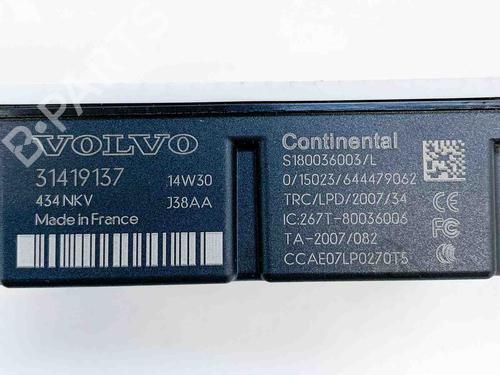 VOLVO
31419137 14W30
434 NKV J38AA
Made in France
Continental
S180036003/L
0/15023/644479062
TRC/LPD/2007/34
IC:267T-80036006
TA-2007/082
CCAE07LP0270T5
FC
B-PARTS